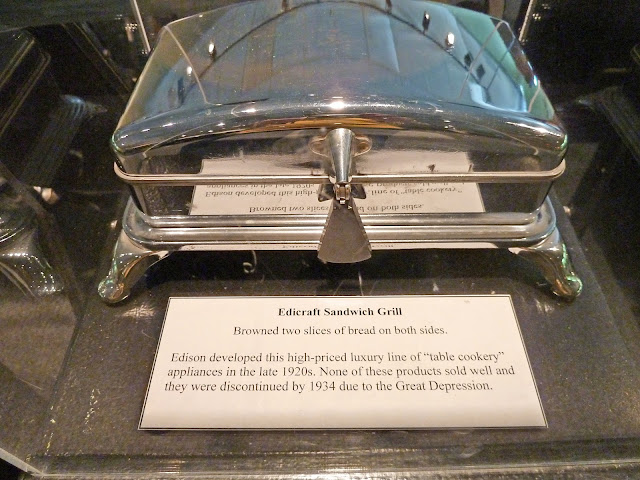 Edicraft Sandwich Grill
Browned two slices of bread on both sides.
Edison developed this high-priced luxury line of “table cookery”
appliances in the late 1920s. None of these products sold well and
they were discontinued by 1934 due to the Great Depression.